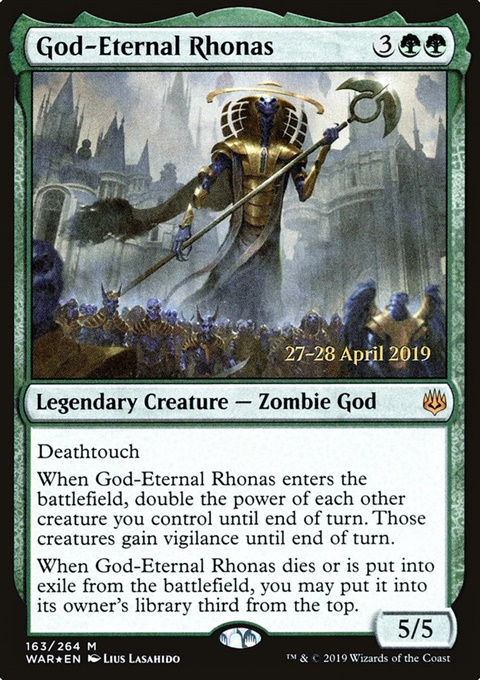 God-Eternal Rhonas 3
27-28 April 2019
Legendary Creature — Zombie God
Deathtouch
When God-Eternal Rhonas enters the
battlefield, double the power of each other
creature you control until end of turn. Those
creatures gain vigilance until end of turn.
When God-Eternal Rhonas dies or is put into
exile from the battlefield, you may put it into
its owner's library third from the top.
5/5
163/264 M
WAR★EN Lius Lasahido
™ & © 2019 Wizards of the Coast